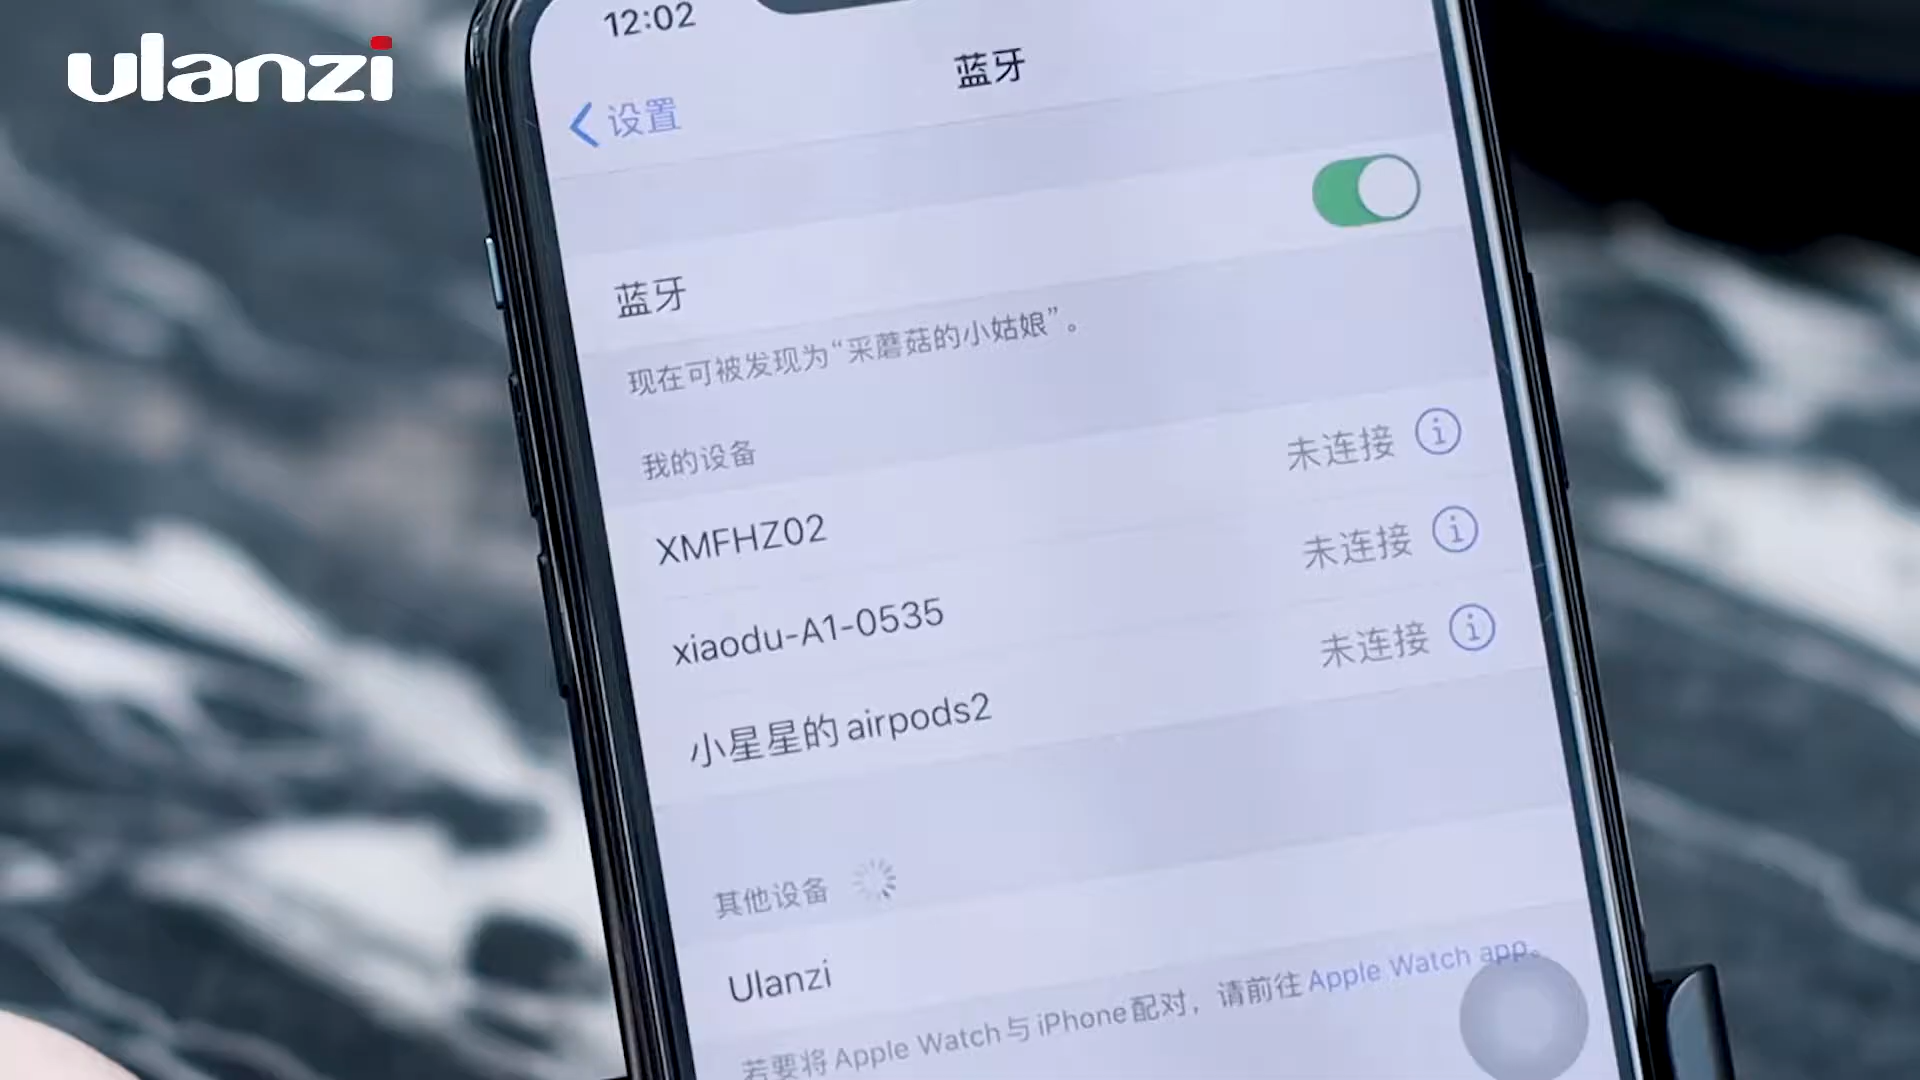 ulanzi
12:02
蓝牙
设置
蓝牙
现在可被发现为“采蘑菇的小姑娘”。
我的设备
XMFHZ02 未连接
xiaodu-A1-0535 未连接
小星星的airpods2 未连接
其他设备
Ulanzi
若要将Apple Watch与iPhone配对，请前往Apple Watch app。